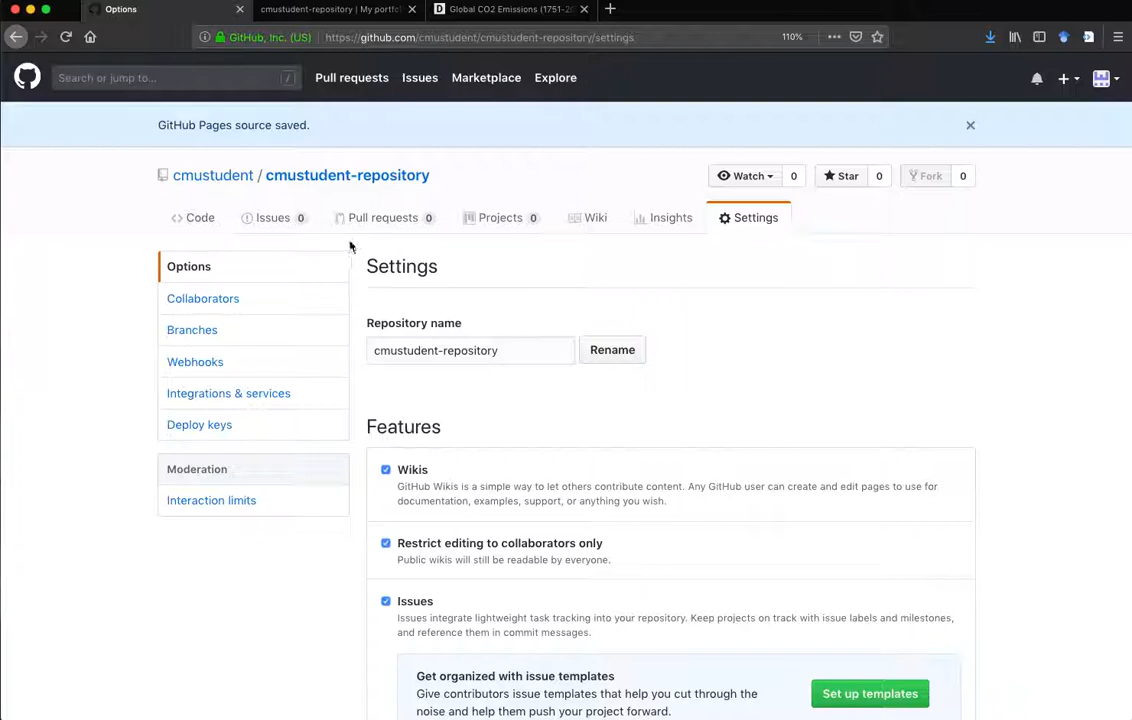 Options
cmustudent-repository | My portf
D Global CO2 Emissions (1751-2
GitHub, Inc. (US) https://github.com/cmustudent/cmustudent-repository/settings 110%
Search or jump to... / Pull requests Issues Marketplace Explore
GitHub Pages source saved.
cmustudent / cmustudent-repository Watch 0 Star 0 Fork 0
Code Issues 0 Pull requests 0 Projects 0 Wiki Insights Settings
Options
Collaborators
Branches
Webhooks
Integrations & services
Deploy keys
Moderation
Interaction limits
Settings
Repository name
cmustudent-repository Rename
Features
Wikis
GitHub Wikis is a simple way to let others contribute content. Any GitHub user can create and edit pages to use for
documentation, examples, support, or anything you wish.
Restrict editing to collaborators only
Public wikis will still be readable by everyone.
Issues
Issues integrate lightweight task tracking into your repository. Keep projects on track with issue labels and milestones,
and reference them in commit messages.
Get organized with issue templates
Give contributors issue templates that help you cut through the
noise and help them push your project forward.
Set up templates